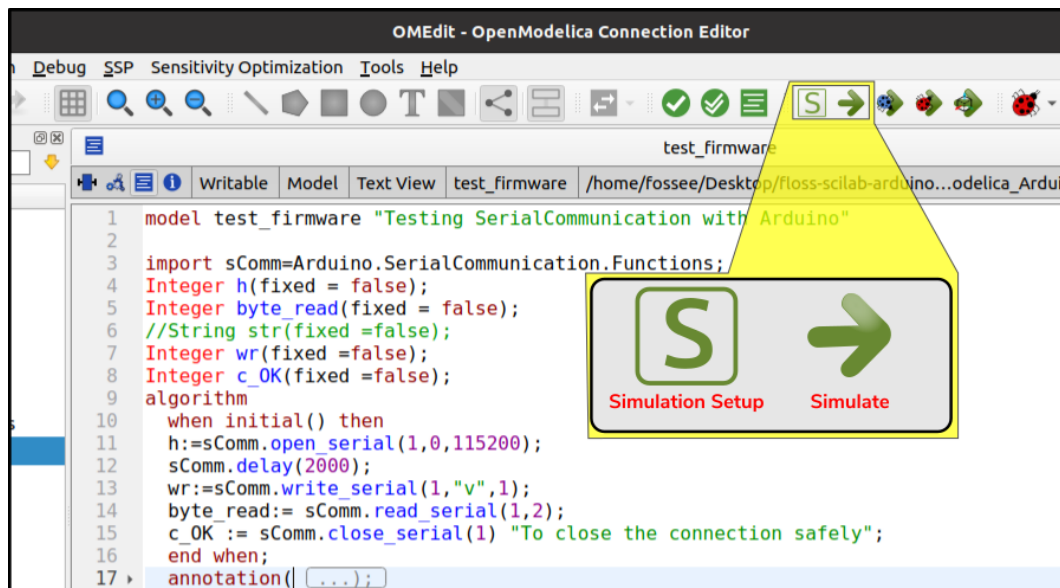 OMEdit - OpenModelica Connection Editor
Debug SSP Sensitivity Optimization Tools Help
T S
test_firmware
Writable Model Text View test_firmware /home/fossee/Desktop/floss-scilab-arduino...odelica_Ardui
1 model test_firmware "Testing SerialCommunication with Arduino"
2
3 import sComm=Arduino.SerialCommunication.Functions;
4 Integer h(fixed = false);
5 Integer byte_read(fixed = false);
6 //String str(fixed =false);
7 Integer wr(fixed =false);
8 Integer c_OK(fixed =false);
9 algorithm
10 when initial() then
11 h:=sComm.open_serial(1,0,115200);
12 sComm.delay(2000);
13 wr:=sComm.write_serial(1,"v",1);
14 byte_read:= sComm.read_serial(1,2);
15 c_OK := sComm.close_serial(1) "To close the connection safely";
16 end when;
17 annotation( ...);
S
Simulation Setup Simulate